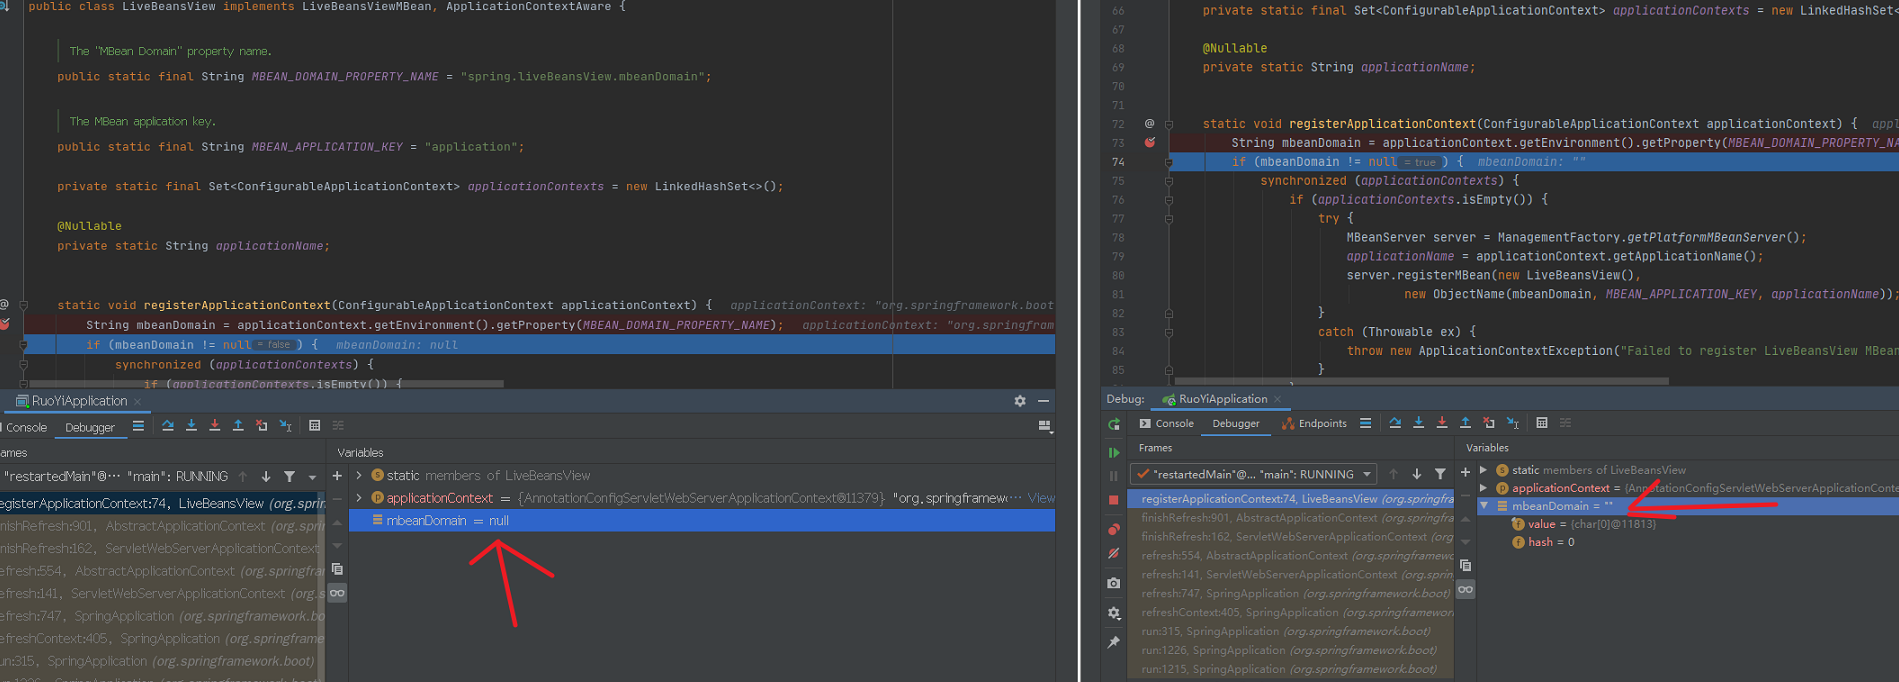 public class LiveBeansView implements LiveBeansViewMBean, ApplicationContextAware {
The "MBean Domain" property name.
public static final String MBEAN_DOMAIN_PROPERTY_NAME = "spring.liveBeansView.mbeanDomain";
The MBean application key.
public static final String MBEAN_APPLICATION_KEY = "application";
private static final Set<ConfigurableApplicationContext> applicationContexts = new LinkedHashSet<>();
@Nullable
private static String applicationName;
static void registerApplicationContext(ConfigurableApplicationContext applicationContext) { applicationContext: "org.springframework.boot
String mbeanDomain = applicationContext.getEnvironment().getProperty(MBEAN_DOMAIN_PROPERTY_NAME); applicationContext: "org.springfram
if (mbeanDomain != null = false ) { mbeanDomain: null
synchronized (applicationContexts) {
if (applicationContexts.isEmpty()) {
RuoYiApplication ×
Console Debugger
ames
Variables
"restartedMain"@··· "main": RUNNING
egisterApplicationContext:74, LiveBeansView (org.sprin
finishRefresh:901, AbstractApplicationContext (org.spri
inishRefresh:162, ServletWebServerApplicationContext
efresh:554, AbstractApplicationContext (org.springfrar
efresh:141, ServletWebServerApplicationContext (org.s
efresh:747, SpringApplication (org.springframework.bo
efreshContext:405, SpringApplication (org.springframe
un:315, SpringApplication (org.springframework.boot)
static members of LiveBeansView
applicationContext = {AnnotationConfigServletWebServerApplicationContext@11379} "org.springframew··· View
mbeanDomain = null
66 private static final Set<ConfigurableApplicationContext> applicationContexts = new LinkedHashSet<
67
68 @Nullable
69 private static String applicationName;
70
71
72 @ static void registerApplicationContext(ConfigurableApplicationContext applicationContext) { appl
73 String mbeanDomain = applicationContext.getEnvironment().getProperty(MBEAN_DOMAIN_PROPERTY_NA
74 if (mbeanDomain != null = true ) { mbeanDomain: ""
75 synchronized (applicationContexts) {
76 if (applicationContexts.isEmpty()) {
77 try {
78 MBeanServer server = ManagementFactory.getPlatformMBeanServer();
79 applicationName = applicationContext.getApplicationName();
80 server.registerMBean(new LiveBeansView(),
81 new ObjectName(mbeanDomain, MBEAN_APPLICATION_KEY, applicationName));
82 }
83 catch (Throwable ex) {
84 throw new ApplicationContextException("Failed to register LiveBeansView MBean
85 }
Debug: RuoYiApplication ×
Console Debugger Endpoints
Frames
Variables
"restartedMain"@... "main": RUNNING
registerApplicationContext:74, LiveBeansView (org.springfra
finishRefresh:901, AbstractApplicationContext (org.springfra
finishRefresh:162, ServletWebServerApplicationContext (org
refresh:554, AbstractApplicationContext (org.springframewo
refresh:141, ServletWebServerApplicationContext (org.spring
refresh:747, SpringApplication (org.springframework.boot)
refreshContext:405, SpringApplication (org.springframework
run:315, SpringApplication (org.springframework.boot)
run:1226, SpringApplication (org.springframework.boot)
run:1215, SpringApplication (org.springframework.boot)
static members of LiveBeansView
applicationContext = {AnnotationConfigServletWebServerApplicationConte
mbeanDomain = ""
value = {char[0]@11813}
hash = 0